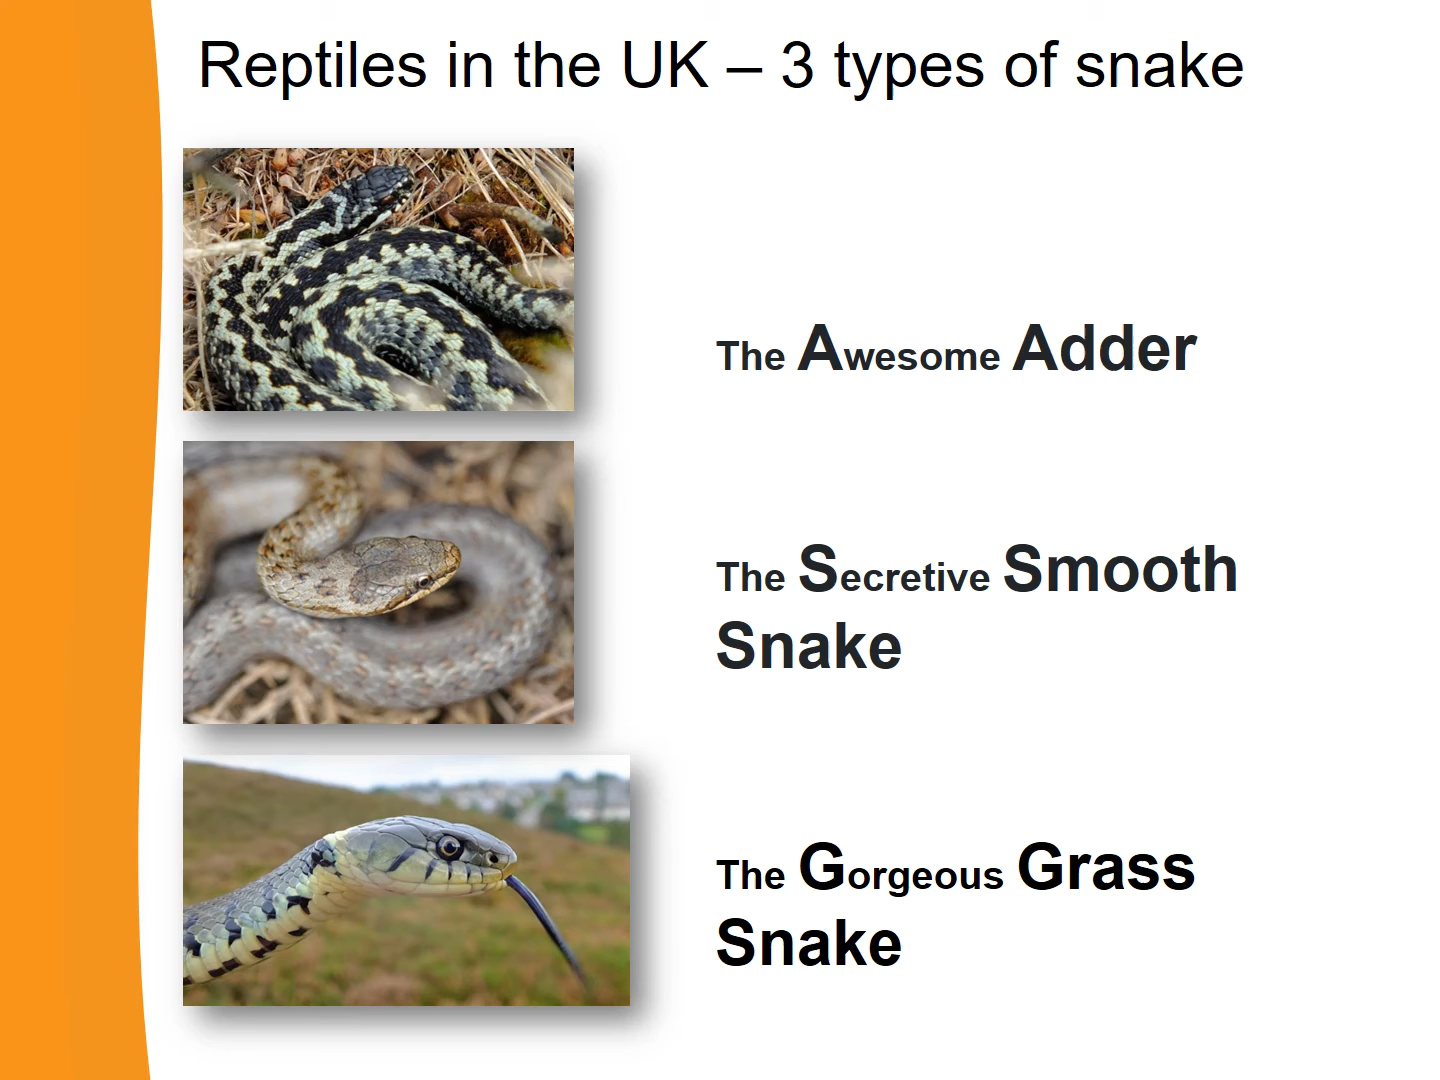 Reptiles in the UK – 3 types of snake
The Awesome Adder
The Secretive Smooth
Snake
The Gorgeous Grass
Snake